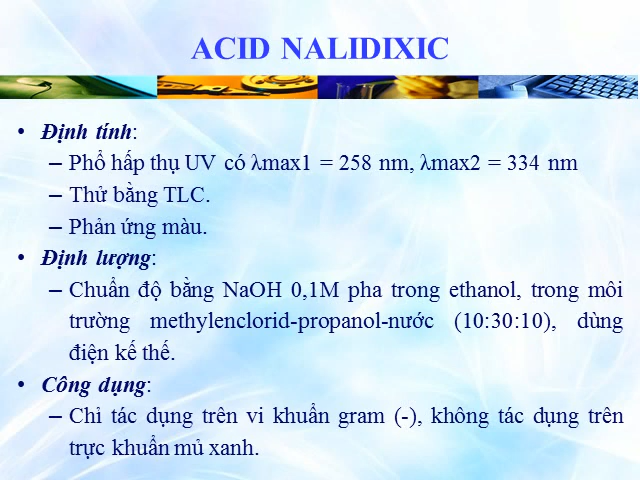 ACID NALIDIXIC
• Định tính:
– Phổ hấp thụ UV có λmax1 = 258 nm, λmax2 = 334 nm
– Thử bằng TLC.
– Phản ứng màu.
• Định lượng:
– Chuẩn độ bằng NaOH 0,1M pha trong ethanol, trong môi
trường methylenclorid-propanol-nước (10:30:10), dùng
điện kế thế.
• Công dụng:
– Chỉ tác dụng trên vi khuẩn gram (-), không tác dụng trên
trực khuẩn mủ xanh.